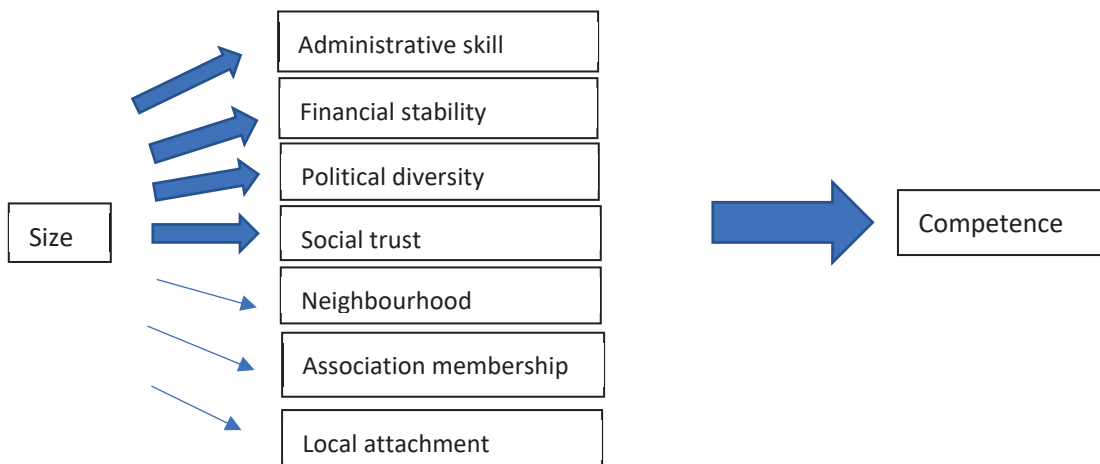 Administrative skill
Financial stability
Political diversity
Size
Social trust
Competence
Neighbourhood
Association membership
Local attachment